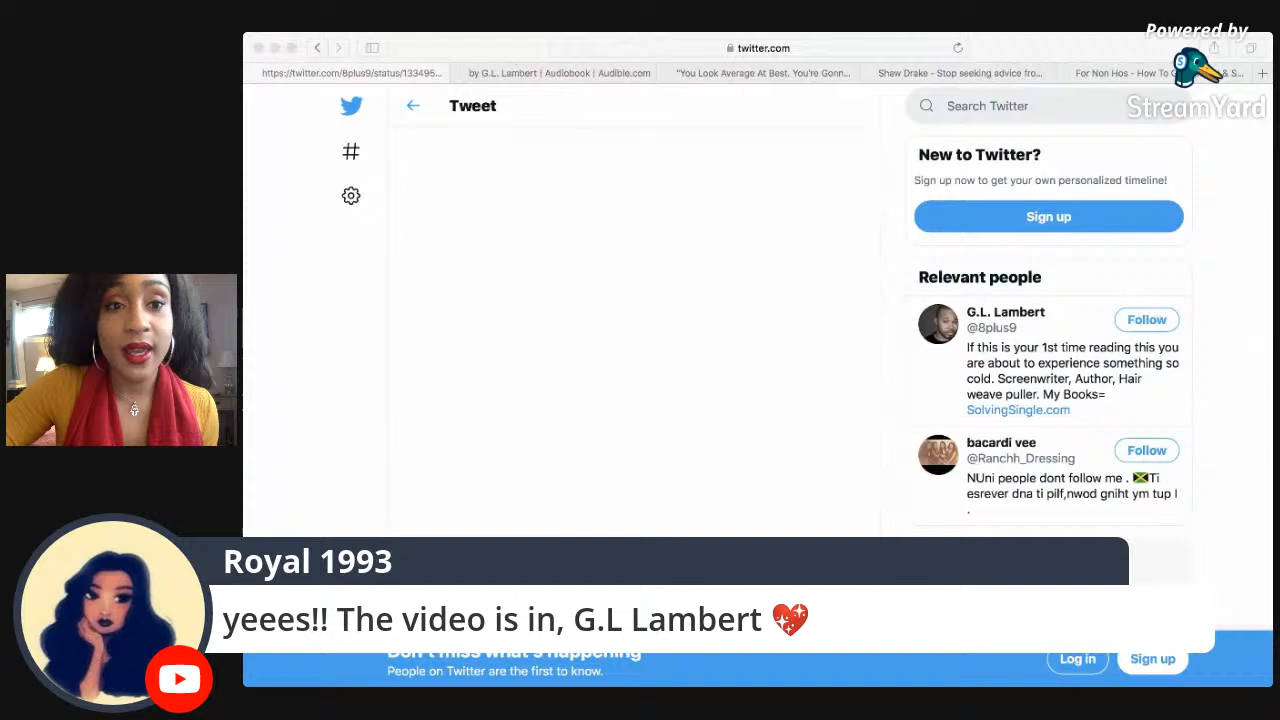 Powered by
StreamYard
twitter.com
https://twitter.com/8plus9/status/133495...
by G.L. Lambert | Audiobook | Audible.com
"You Look Average At Best. You're Gonn...
Shaw Drake - Stop seeking advice fro...
For Non Hos - How To G
& S...
Tweet
Search Twitter
New to Twitter?
Sign up now to get your own personalized timeline!
Sign up
Relevant people
G.L. Lambert
@8plus9
Follow
If this is your 1st time reading this you
are about to experience something so
cold. Screenwriter, Author, Hair
weave puller. My Books=
SolvingSingle.com
bacardi vee
@Ranchh_Dressing
Follow
NUni people dont follow me . 🇯🇲Ti
esrever dna ti pilf,nwod gniht ym tup I
.
Royal 1993
yeees!! The video is in, G.L Lambert 💖
Don't miss what's happening
People on Twitter are the first to know.
Log in
Sign up